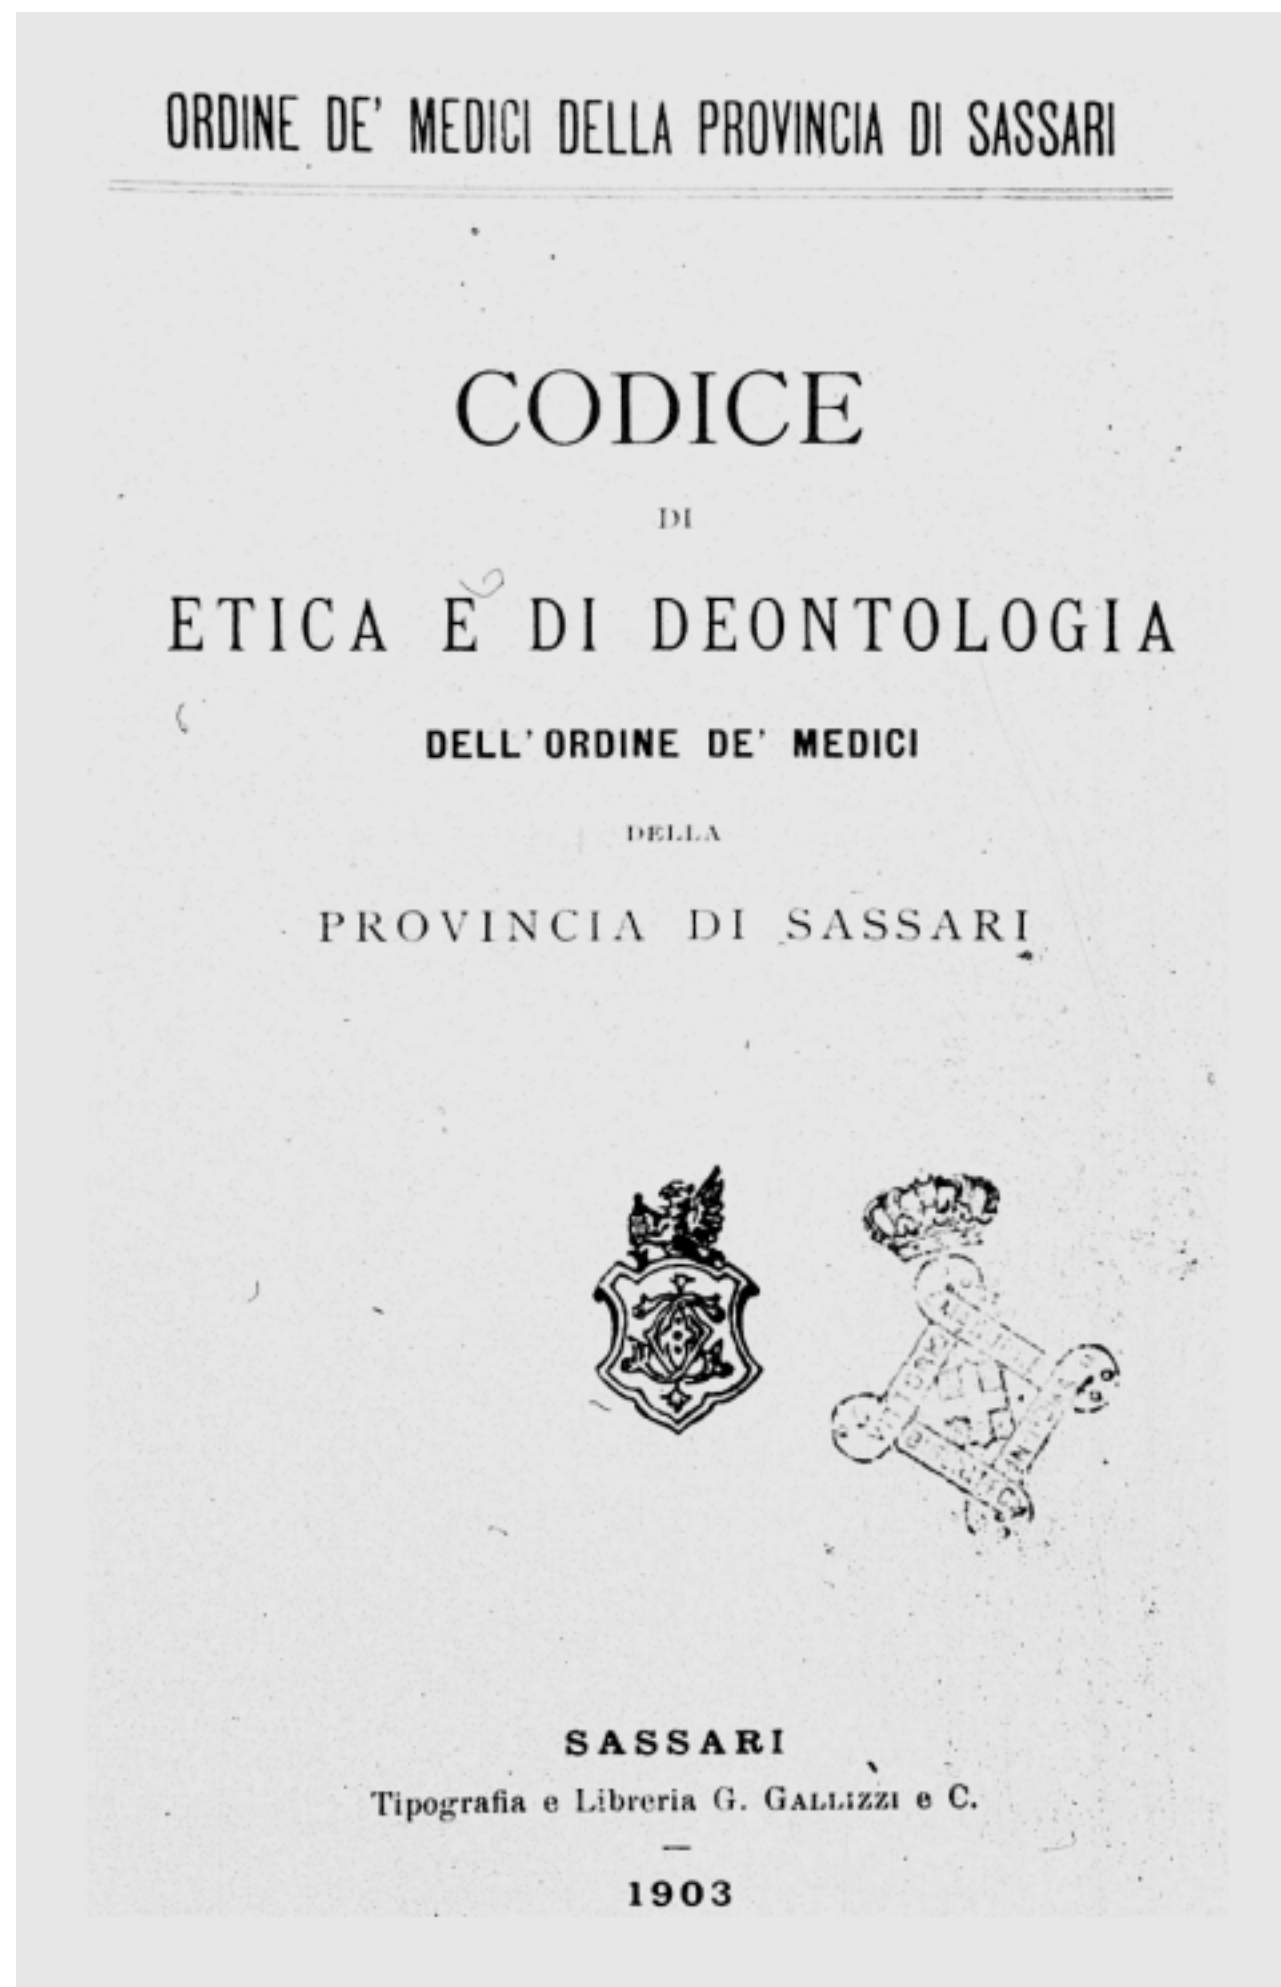 ORDINE DE' MEDICI DELLA PROVINCIA DI SASSARI
CODICE
DI
ETICA E DI DEONTOLOGIA
DELL'ORDINE DE' MEDICI
DELLA
PROVINCIA DI SASSARI
SASSARI
Tipografia e Libreria G. GALLIZZI e C.
1903